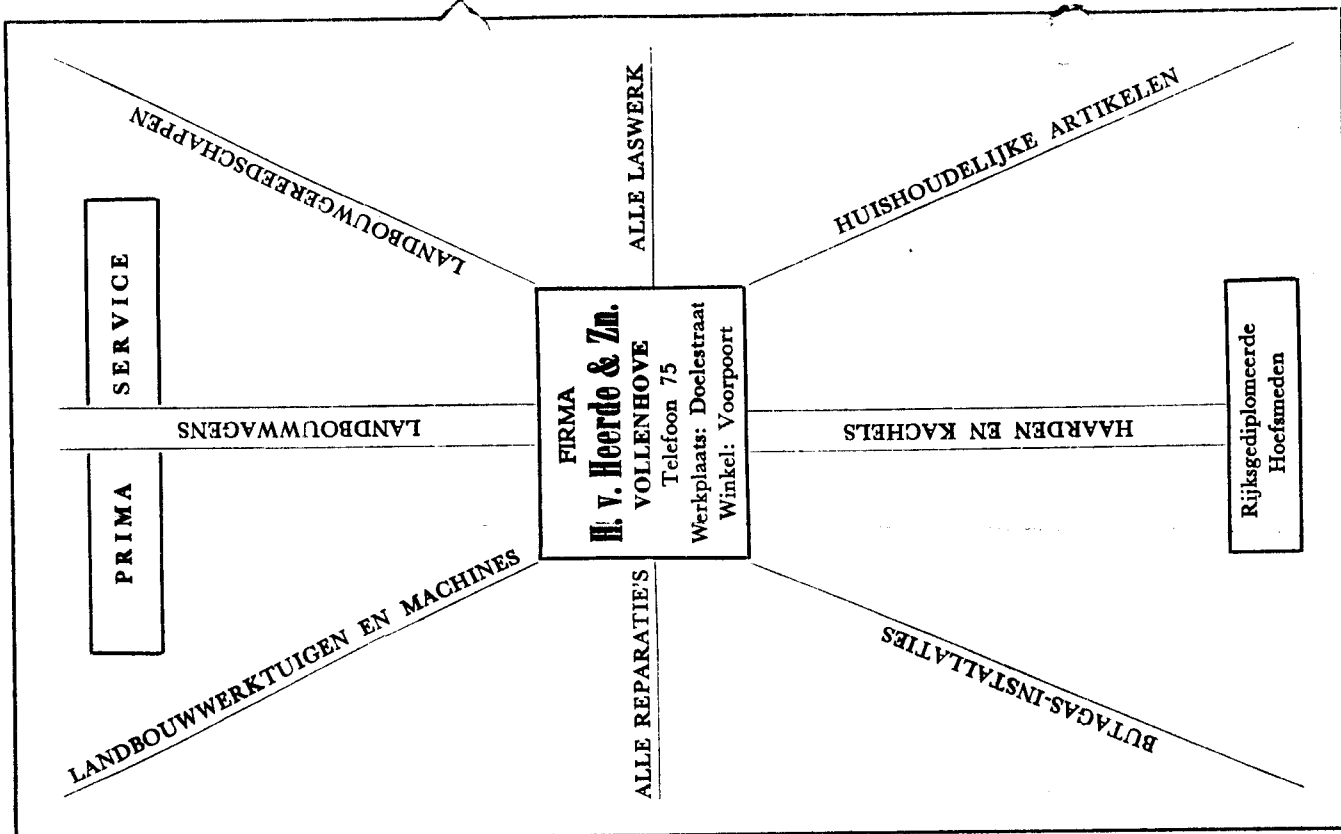 PRIMA SERVICE
LANDBOUWWERKTUIGEN EN MACHINES
LANDBOUWWAGENS
LANDBOUWGEREEDSCHAPPEN
ALLE REPARATIE'S
FIRMA
H. v. Heerde & Zn.
VOLLENHOVE
Telefoon 75
Werkplaats: Doelestraat
Winkel: Voorpoort
ALLE LASWERK
BUTAGAS-INSTALLATIES
HAARDEN EN KACHELS
HUISHOUDELIJKE ARTIKELEN
Rijksgediplomeerde
Hoefsmeden